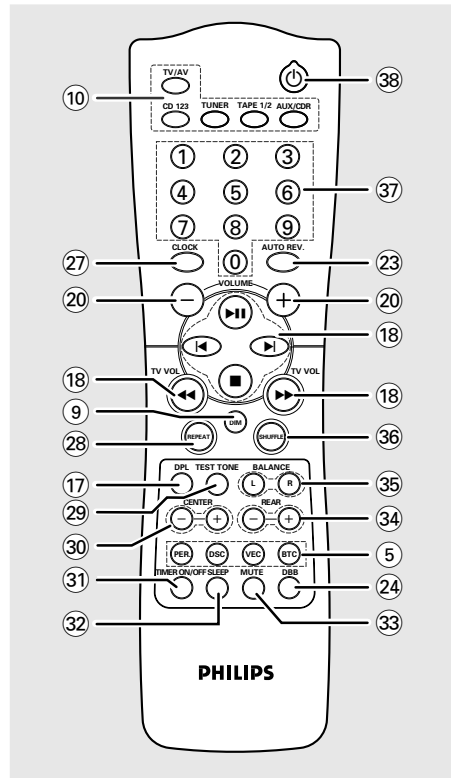 TV/AV
38
10
CD 123 TUNER TAPE 1/2 AUX/CDR
1 2 3
4 5 6 37
7 8 9
CLOCK AUTO REV.
27 0 23
VOLUME
20 − + 20
18
TV VOL TV VOL
18 18
9 DIM
28 REPEAT SHUFFLE 36
DPL TEST TONE BALANCE
17 L R 35
29 CENTER REAR
30 − + − + 34
PER. DSC VEC BTC 5
31 TIMER ON/OFF SLEEP MUTE DBB 24
32 33
PHILIPS